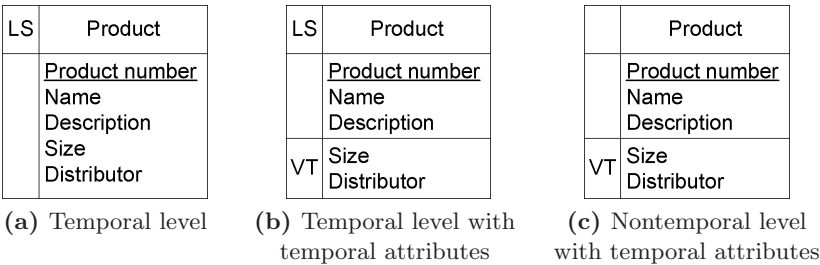 LS Product
Product number
Name
Description
Size
Distributor
(a) Temporal level
LS Product
Product number
Name
Description
VT Size
Distributor
(b) Temporal level with
temporal attributes
Product
Product number
Name
Description
VT Size
Distributor
(c) Nontemporal level
with temporal attributes